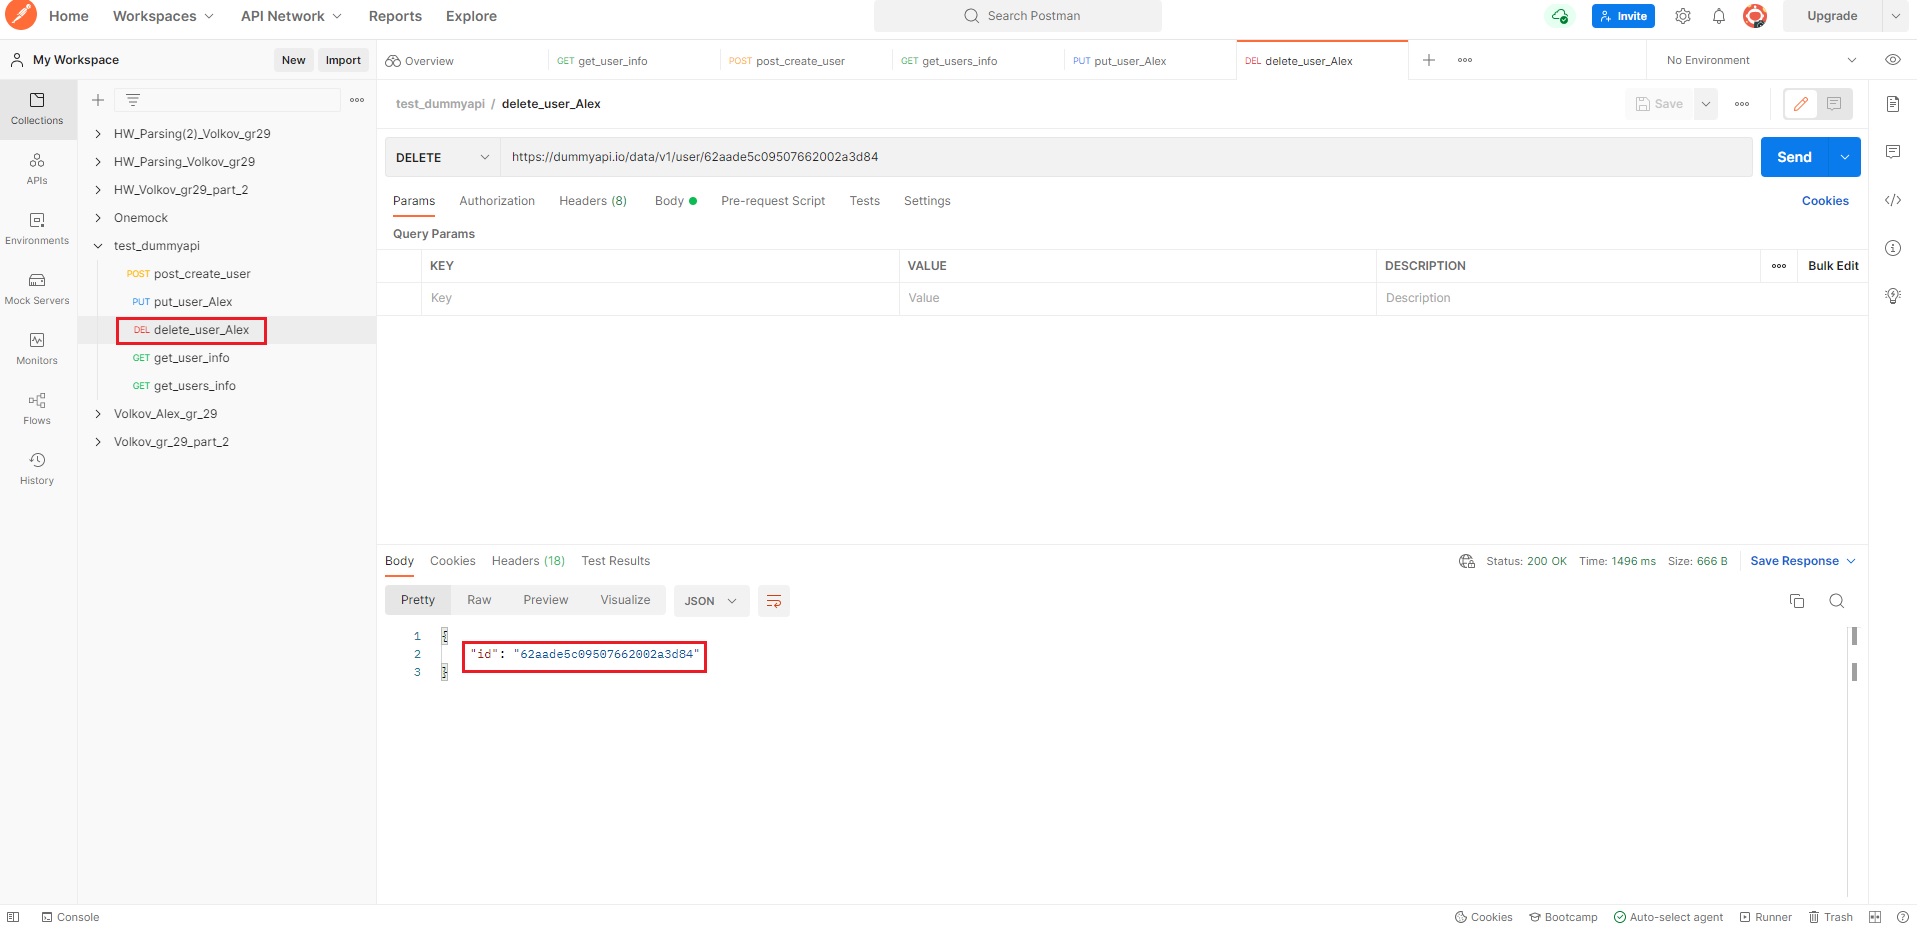 Home Workspaces API Network Reports Explore Search Postman Invite Upgrade
My Workspace New Import Overview GET get_user_info POST post_create_user GET get_users_info PUT put_user_Alex DEL delete_user_Alex No Environment
Collections
APIs
Environments
Mock Servers
Monitors
Flows
History
HW_Parsing(2)_Volkov_gr29
HW_Parsing_Volkov_gr29
HW_Volkov_gr29_part_2
Onemock
test_dummyapi
POST post_create_user
PUT put_user_Alex
DEL delete_user_Alex
GET get_user_info
GET get_users_info
Volkov_Alex_gr_29
Volkov_gr_29_part_2
test_dummyapi / delete_user_Alex Save
DELETE https://dummyapi.io/data/v1/user/62aade5c09507662002a3d84 Send
Params Authorization Headers (8) Body Pre-request Script Tests Settings Cookies
Query Params
KEY VALUE DESCRIPTION Bulk Edit
Key Value Description
Body Cookies Headers (18) Test Results Status: 200 OK Time: 1496 ms Size: 666 B Save Response
Pretty Raw Preview Visualize JSON
1 {
2 "id": "62aade5c09507662002a3d84"
3 }
Console Cookies Bootcamp Auto-select agent Runner Trash